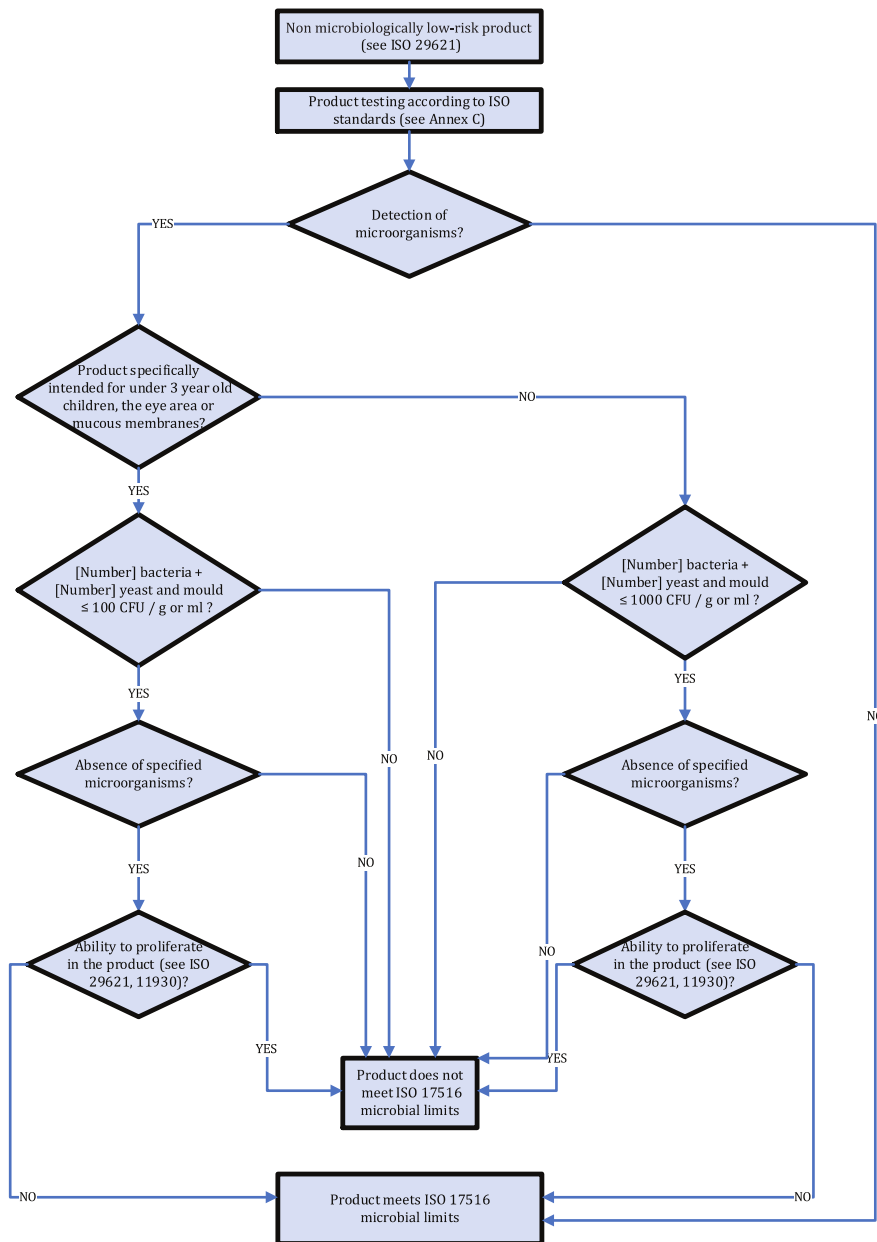 Non microbiologically low-risk product
(see ISO 29621)
Product testing according to ISO
standards (see Annex C)
Detection of
microorganisms?
YES
Product specifically
intended for under 3 year old
children, the eye area or
mucous membranes?
NO
YES
[Number] bacteria +
[Number] yeast and mould
≤ 100 CFU / g or ml ?
[Number] bacteria +
[Number] yeast and mould
≤ 1000 CFU / g or ml ?
YES
YES
NO
NO
NO
Absence of specified
microorganisms?
Absence of specified
microorganisms?
NO
YES
YES
NO
Ability to proliferate
in the product (see ISO
29621, 11930)?
Ability to proliferate
in the product (see ISO
29621, 11930)?
YES
YES
Product does not
meet ISO 17516
microbial limits
NO
NO
Product meets ISO 17516
microbial limits